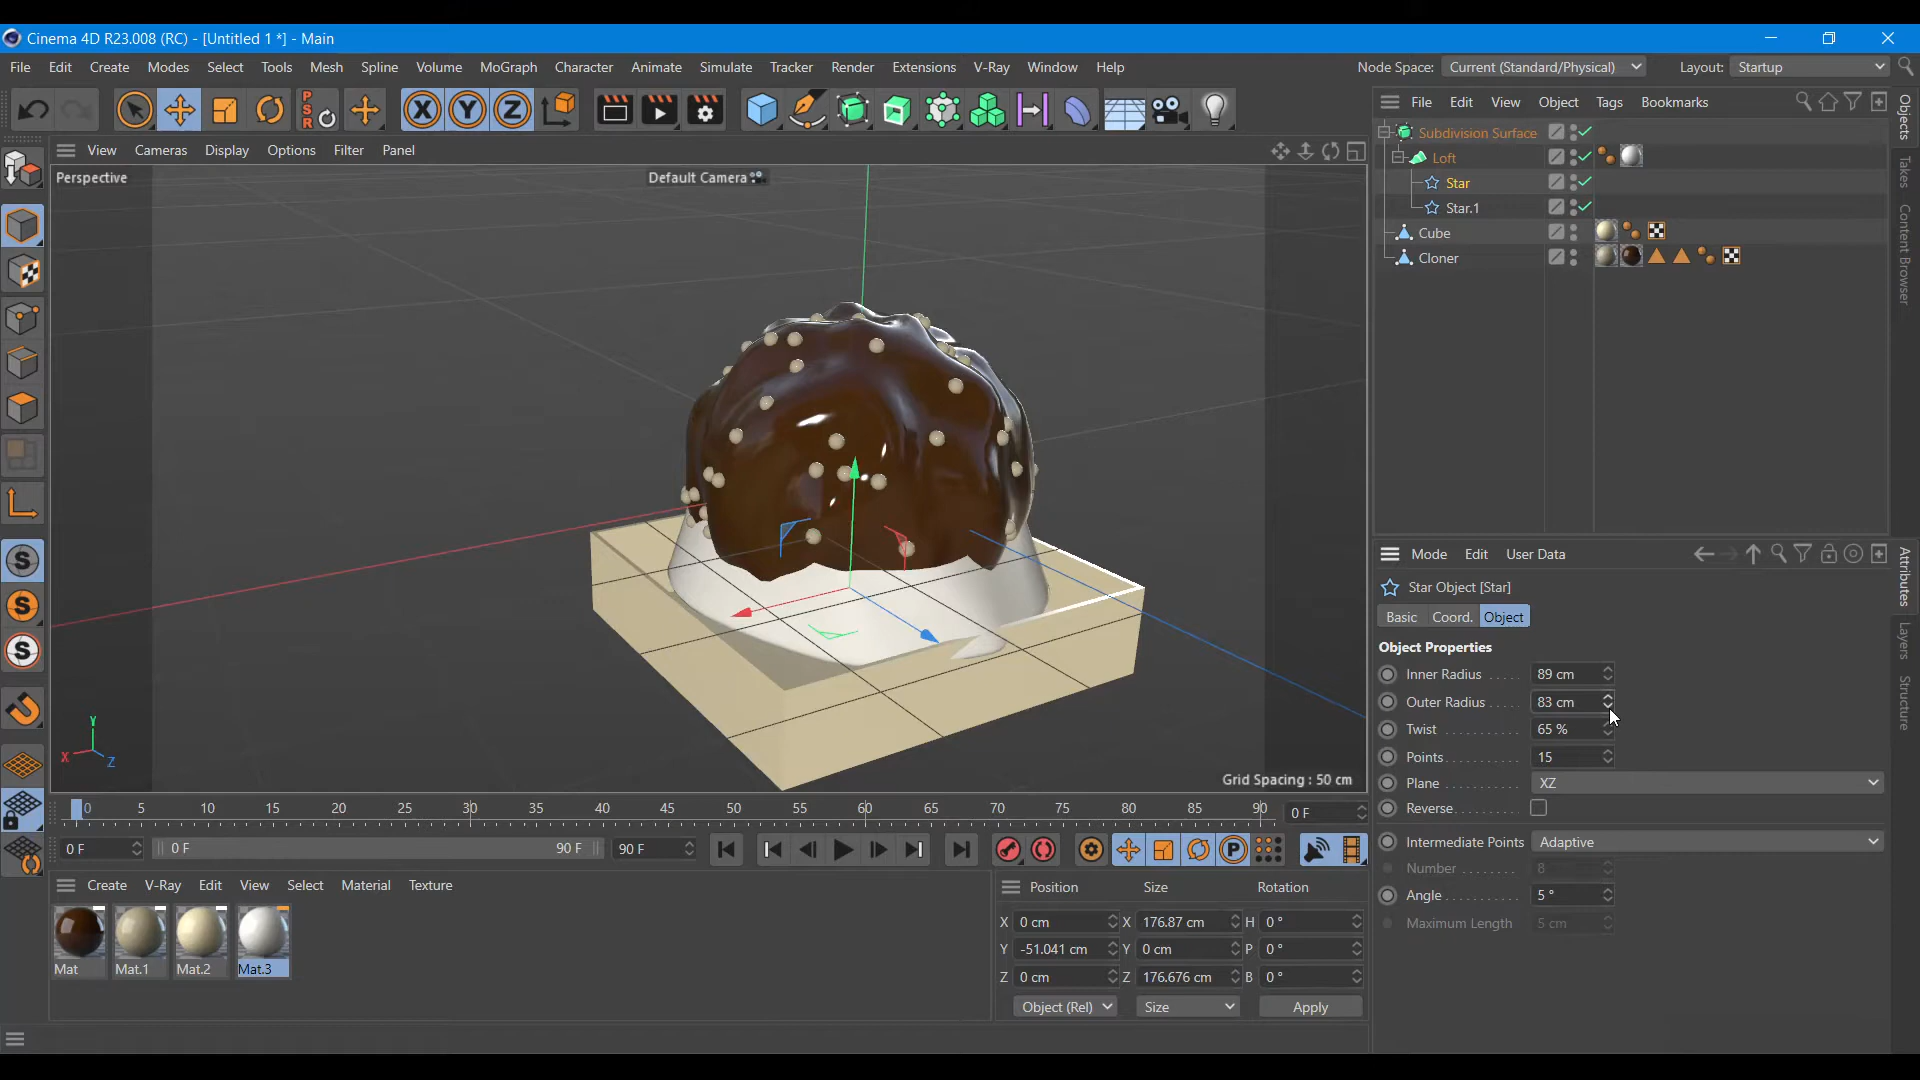 Cinema 4D R23.008 (RC) - [Untitled 1 *] - Main
File Edit Create Modes Select Tools Mesh Spline Volume MoGraph Character Animate Simulate Tracker Render Extensions V-Ray Window Help Node Space: Current (Standard/Physical) Layout: Startup
X Y Z
PSR
File Edit View Object Tags Bookmarks
Subdivision Surface
Loft
Star
Star.1
Cube
Cloner
Objects
Takes
Content Browser
View Cameras Display Options Filter Panel
Perspective
Default Camera
Y
X
Z
Grid Spacing : 50 cm
Mode Edit User Data
Star Object [Star]
Basic Coord. Object
Object Properties
Inner Radius 89 cm
Outer Radius 83 cm
Twist 65 %
Points 15
Plane XZ
Reverse
Intermediate Points Adaptive
Number 8
Angle 5 °
Maximum Length 5 cm
Attributes
Layers
Structure
0 5 10 15 20 25 30 35 40 45 50 55 60 65 70 75 80 85 90 0 F
0 F 0 F 90 F 90 F
Create V-Ray Edit View Select Material Texture
Mat Mat.1 Mat.2 Mat.3
Position Size Rotation
X 0 cm X 176.87 cm H 0 °
Y -51.041 cm Y 0 cm P 0 °
Z 0 cm Z 176.676 cm B 0 °
Object (Rel) Size Apply